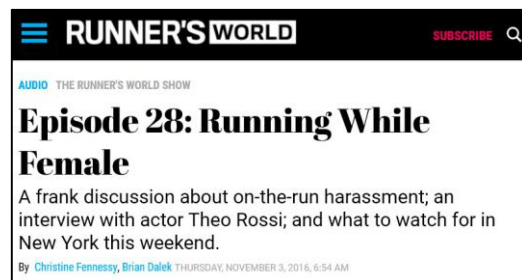 RUNNER'S WORLD SUBSCRIBE
AUDIO THE RUNNER'S WORLD SHOW
Episode 28: Running While
Female
A frank discussion about on-the-run harassment; an
interview with actor Theo Rossi; and what to watch for in
New York this weekend.
By Christine Fennessy, Brian Dalek THURSDAY, NOVEMBER 3, 2016, 6:54 AM